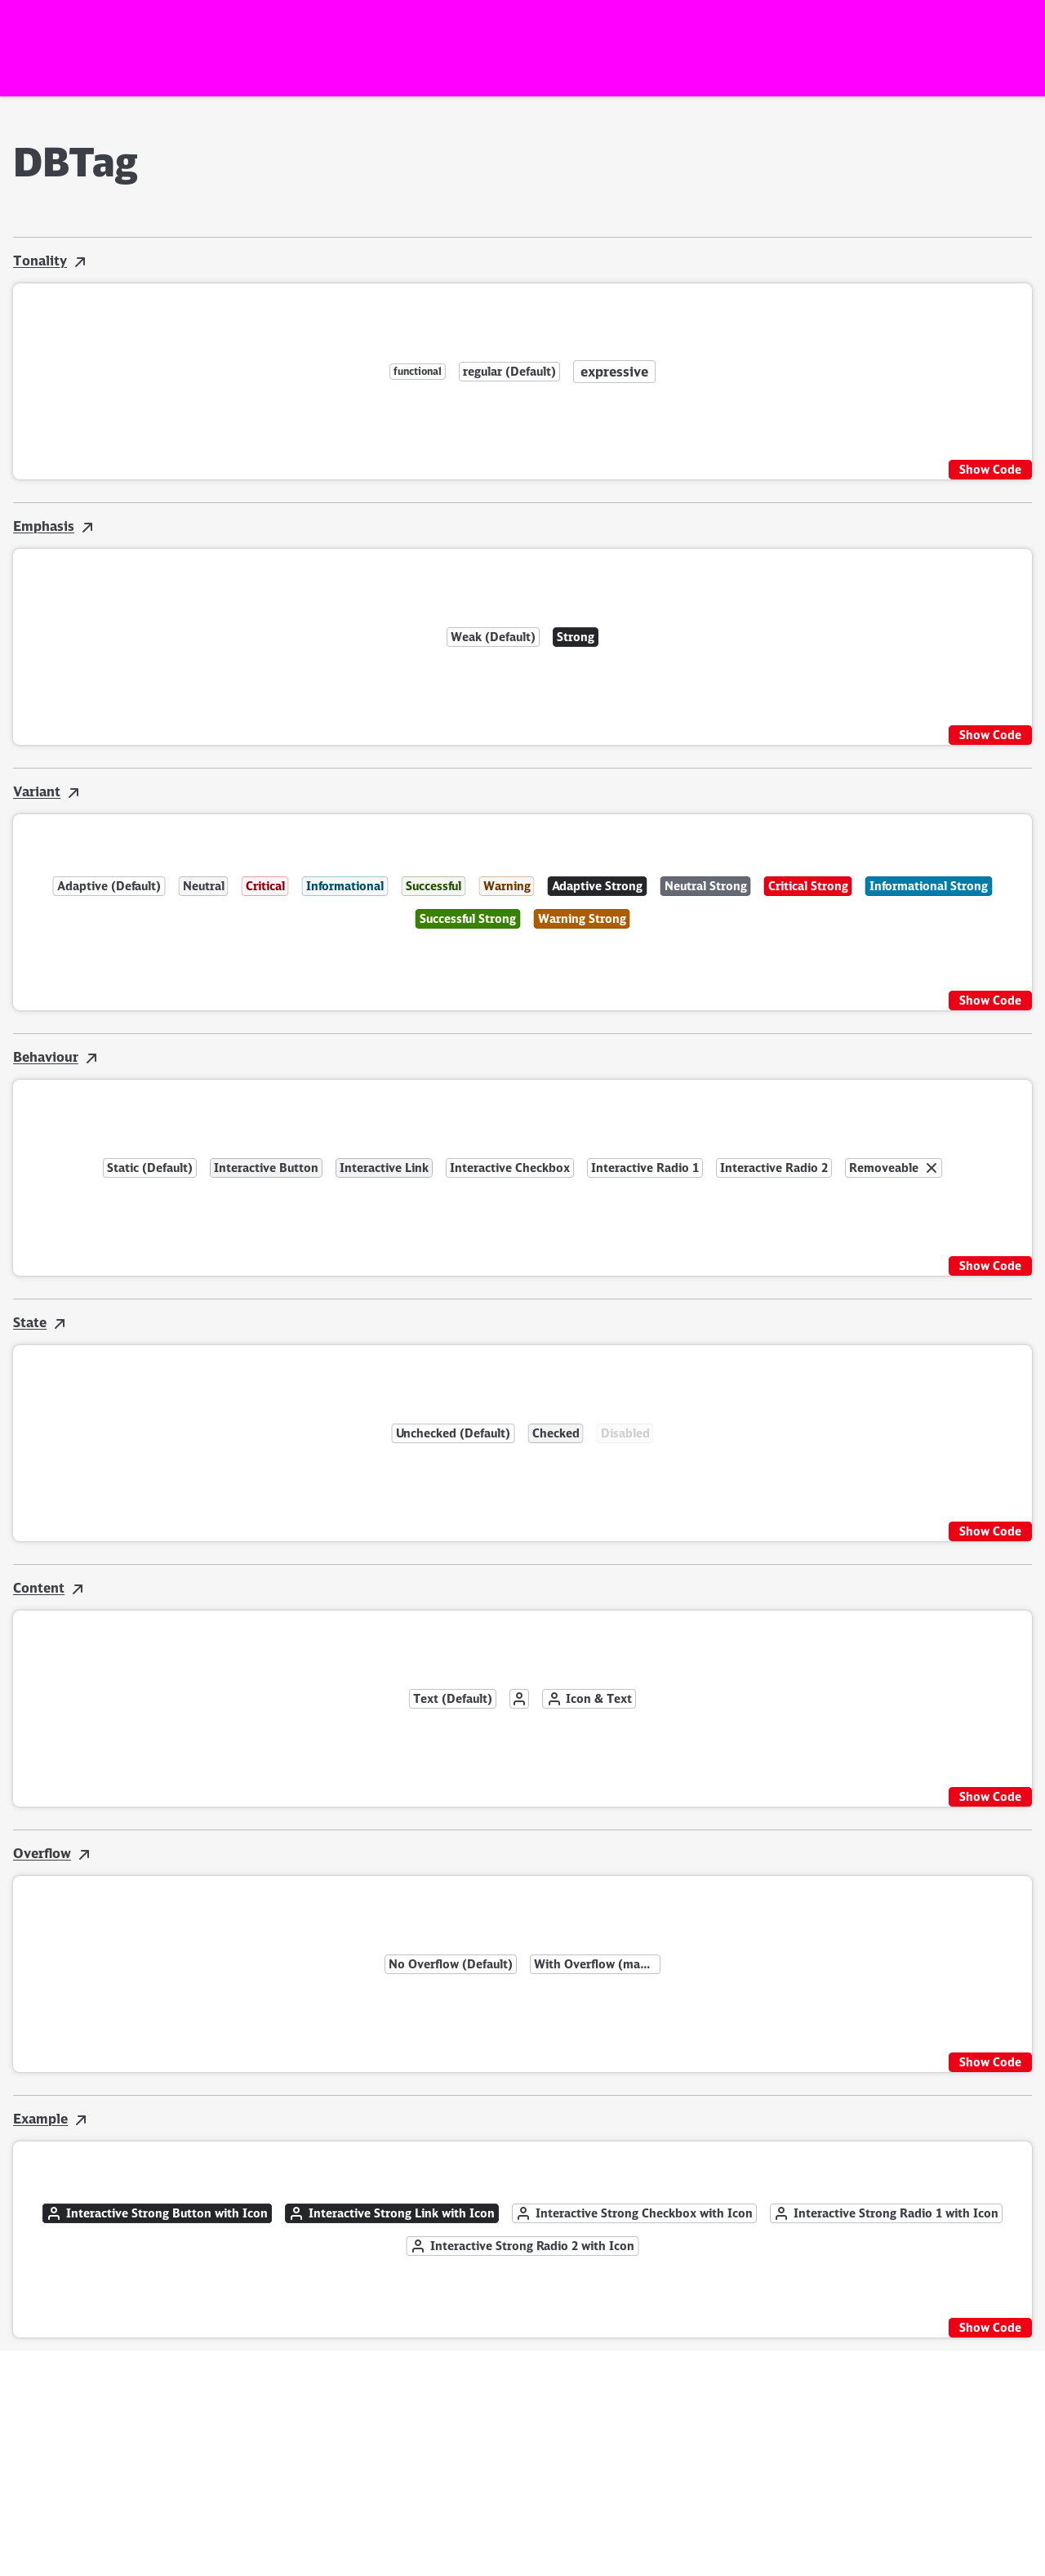 DBTag
Tonality
functional regular (Default) expressive
Show Code
Emphasis
Weak (Default) Strong
Show Code
Variant
Adaptive (Default) Neutral Critical Informational Successful Warning Adaptive Strong Neutral Strong Critical Strong Informational Strong
Successful Strong Warning Strong
Show Code
Behaviour
Static (Default) Interactive Button Interactive Link Interactive Checkbox Interactive Radio 1 Interactive Radio 2 Removeable
Show Code
State
Unchecked (Default) Checked Disabled
Show Code
Content
Text (Default) Icon & Text
Show Code
Overflow
No Overflow (Default) With Overflow (ma...
Show Code
Example
Interactive Strong Button with Icon Interactive Strong Link with Icon Interactive Strong Checkbox with Icon Interactive Strong Radio 1 with Icon
Interactive Strong Radio 2 with Icon
Show Code